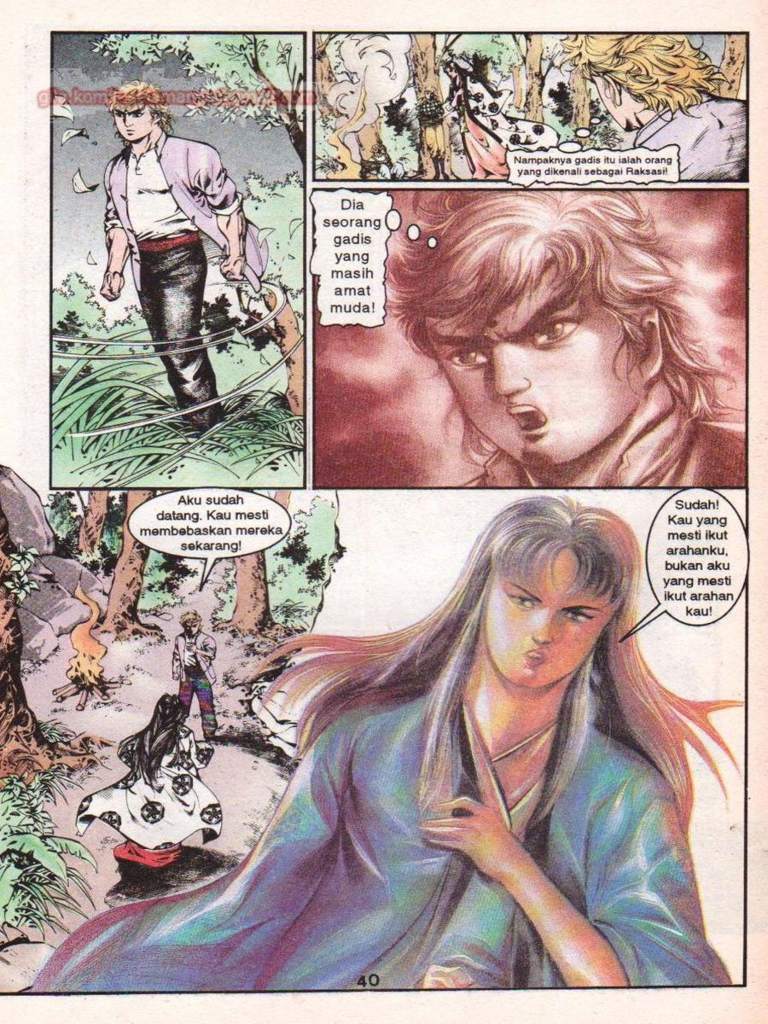 Nampaknya gadis itu ialah orang
yang dikenali sebagai Raksasi!
Dia
seorang
gadis
yang
masih
amat
muda!
Aku sudah
datang. Kau mesti
membebaskan mereka
sekarang!
Sudah!
Kau yang
mesti ikut
arahanku,
bukan aku
yang mesti
ikut arahan
kau!
40